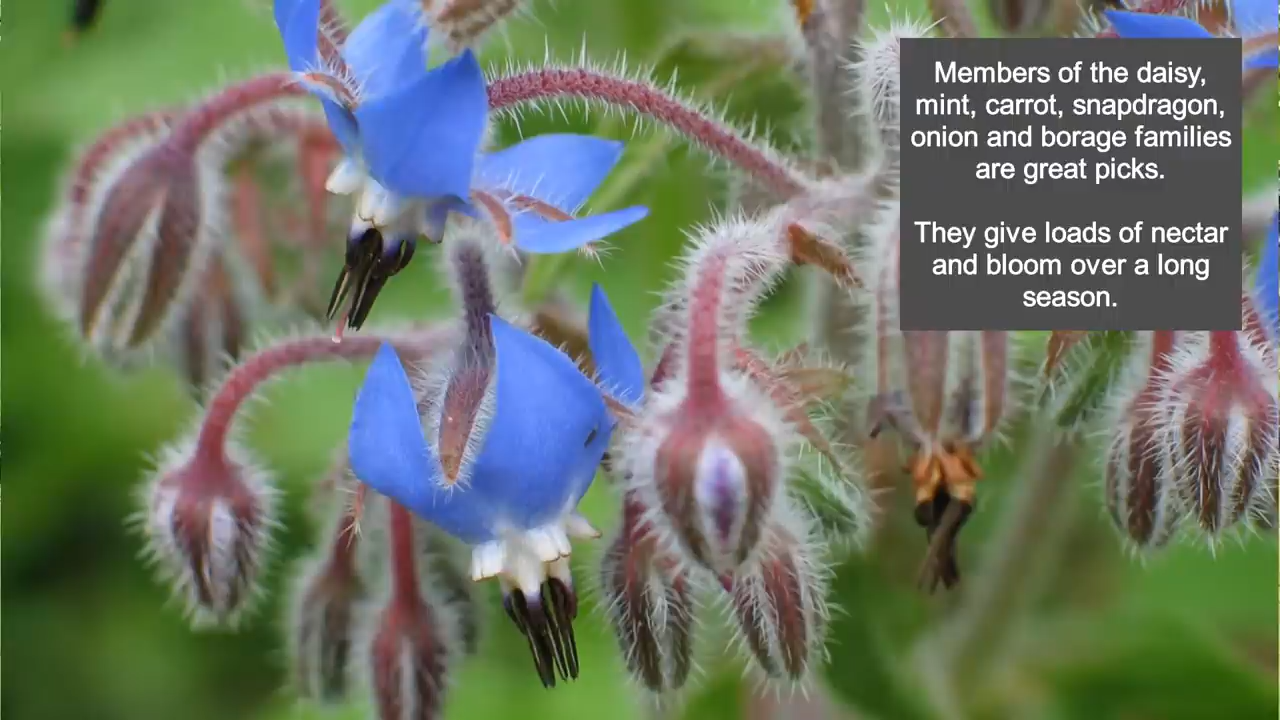 Members of the daisy,
mint, carrot, snapdragon,
onion and borage families
are great picks.
They give loads of nectar
and bloom over a long
season.